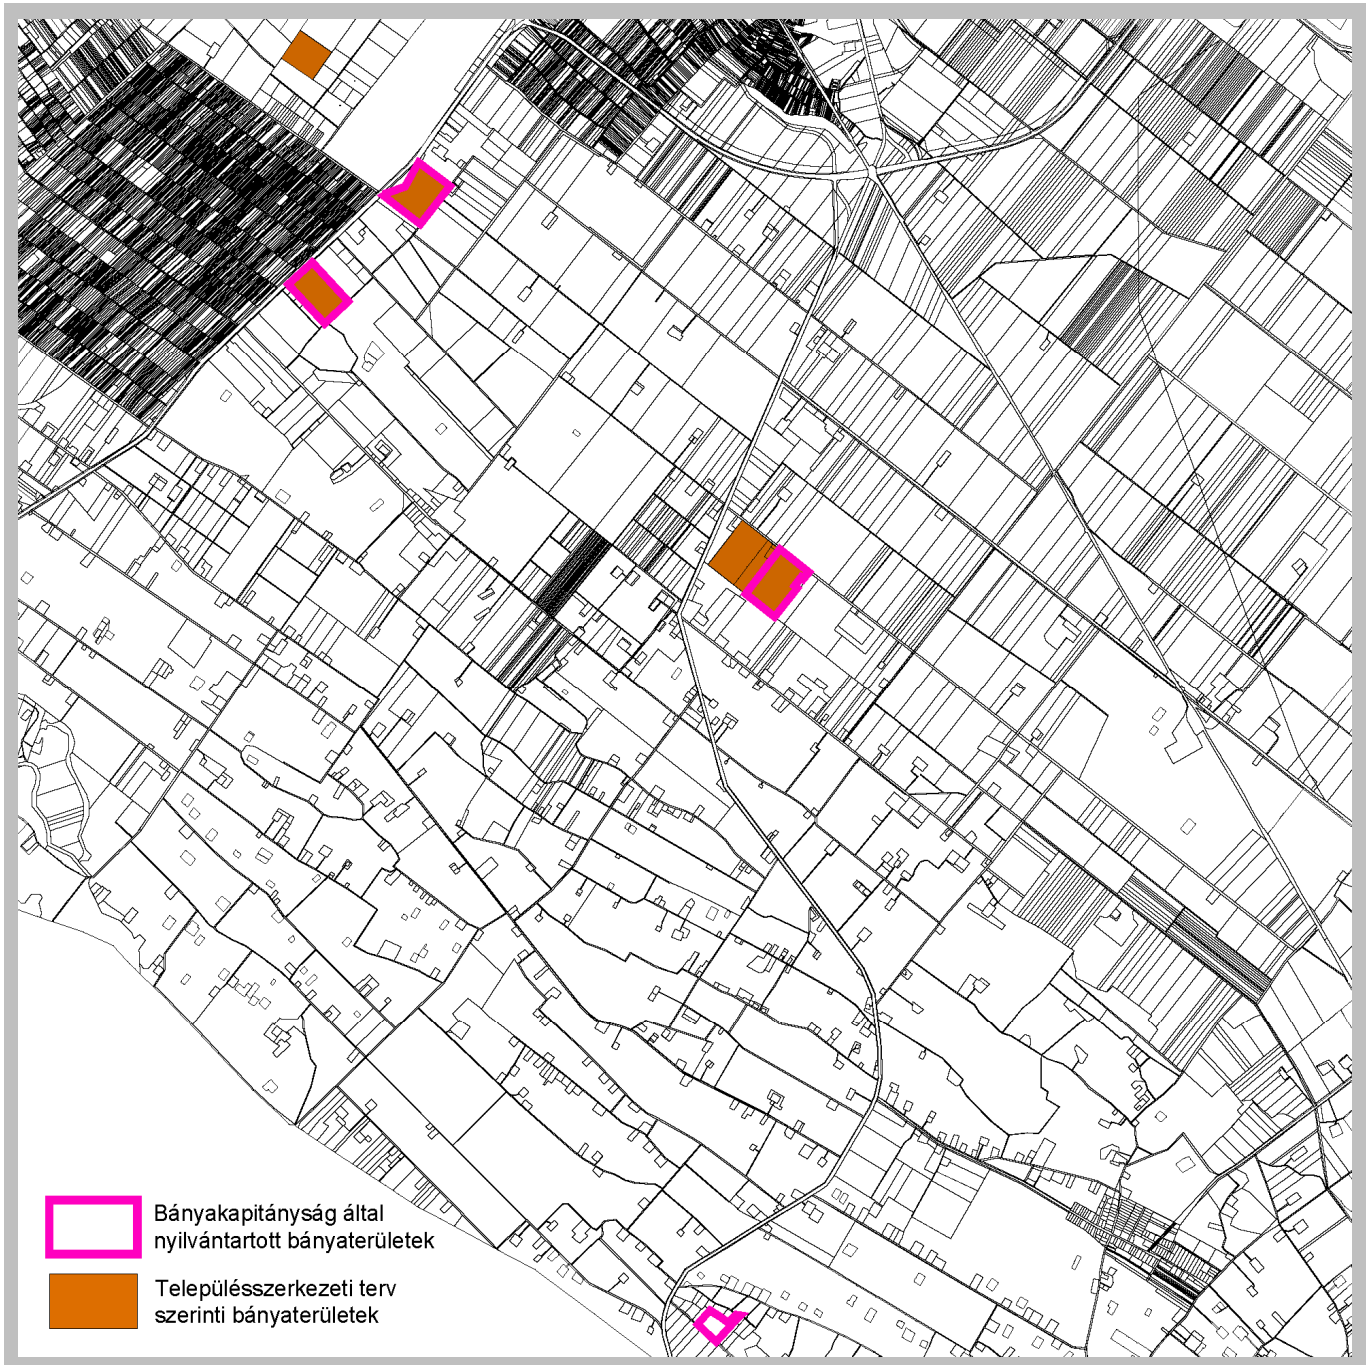 Bányakapitányság által
nyilvántartott bányaterületek
Településszerkezeti terv
szerinti bányaterületek